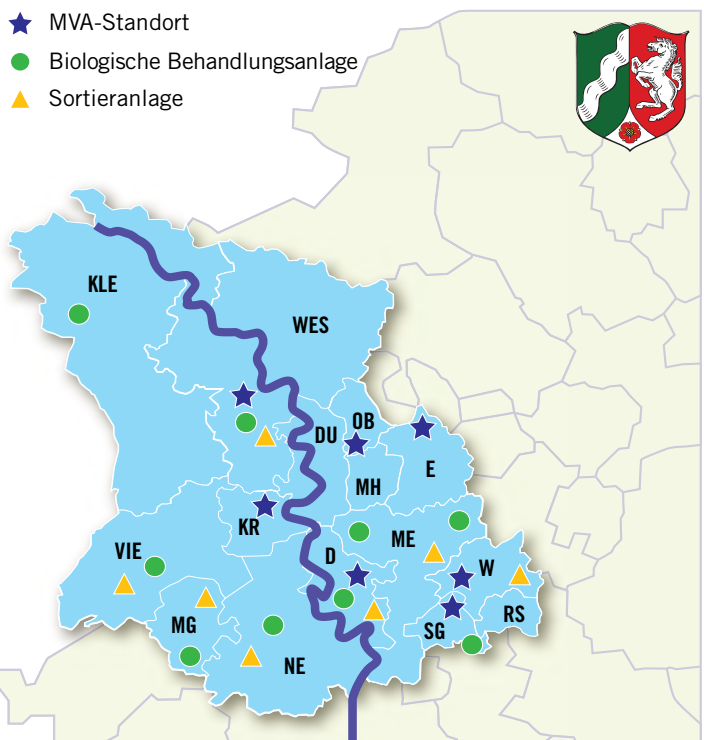 MVA-Standort
Biologische Behandlungsanlage
Sortieranlage
KLE
WES
OB
DU
E
MH
KR
ME
VIE
D
W
RS
MG
SG
NE